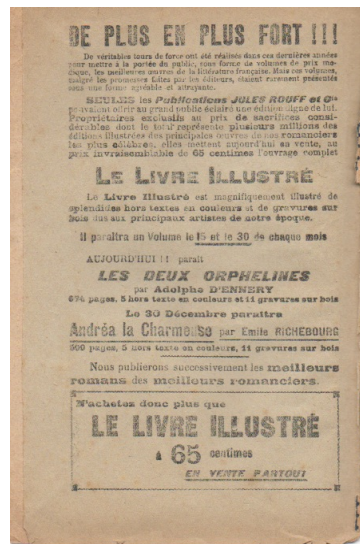 DE PLUS EN PLUS FORT !!!
De véritables tours de force ont été réalisés dans ces dernières années
pour mettre à la portée du public, sous forme de volumes de prix mo-
dique, les meilleures œuvres de la littérature française. Mais ces volumes,
malgré les promesses faites par les éditeurs, étaient rarement présentés
sous une forme agréable et attrayante.
SEULES les Publications JULES ROUFF et Cie
pouvaient offrir au grand public éclairé une édition digne de lui.
Propriétaires exclusifs au prix de sacrifices consi-
dérables dont le total représente plusieurs millions des
éditions illustrées des principales œuvres de nos romanciers
les plus célèbres, elles mettent aujourd'hui en vente, au
prix invraisemblable de 65 centimes l'ouvrage complet
LE LIVRE ILLUSTRÉ
Le Livre Illustré est magnifiquement illustré de
splendides hors textes en couleurs et de gravures sur
bois dus aux principaux artistes de notre époque.
Il paraîtra un Volume le 15 et le 30 de chaque mois
AUJOURD'HUI !! paraît
LES DEUX ORPHELINES
par Adolphe D'ENNERY
674 pages, 5 hors texte en couleurs et 11 gravures sur bois
Le 30 Décembre paraîtra
Andréa la Charmeuse par Emile RICHEBOURG
500 pages, 5 hors texte en couleurs, 11 gravures sur bois
Nous publierons successivement les meilleurs
romans des meilleurs romanciers.
N'achetez donc plus que
LE LIVRE ILLUSTRÉ
à 65 centimes
EN VENTE PARTOUT